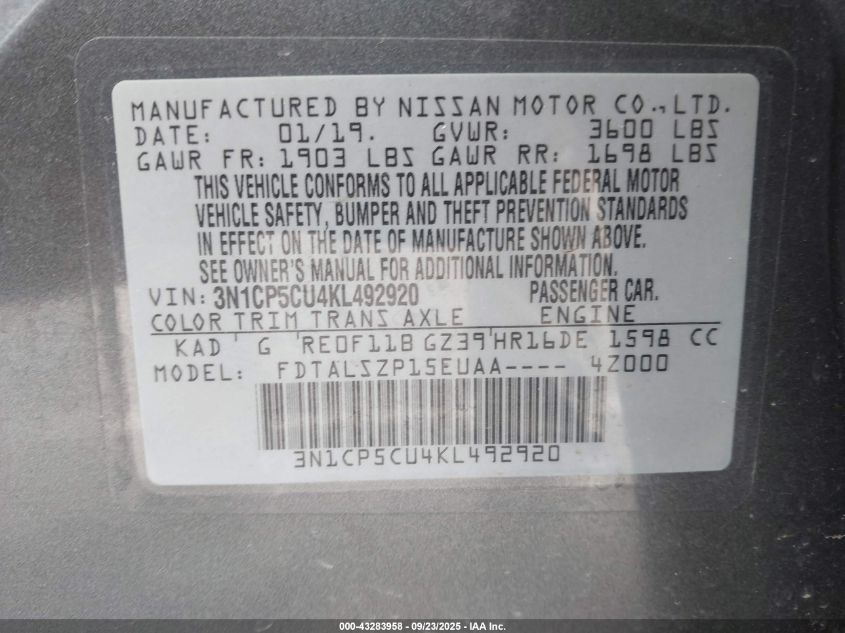 MANUFACTURED BY NISSAN MOTOR CO.,LTD.
DATE: 01/19. GVWR: 3600 LBS
GAWR FR: 1903 LBS GAWR RR: 1698 LBS
THIS VEHICLE CONFORMS TO ALL APPLICABLE FEDERAL MOTOR
VEHICLE SAFETY, BUMPER AND THEFT PREVENTION STANDARDS
IN EFFECT ON THE DATE OF MANUFACTURE SHOWN ABOVE.
SEE OWNER'S MANUAL FOR ADDITIONAL INFORMATION.
VIN: 3N1CP5CU4KL492920 PASSENGER CAR.
COLOR TRIM TRANS AXLE ENGINE
KAD G RE0F11B GZ39 HR16DE 1598 CC
MODEL: FDTALSZP15EUAA---- 4Z000
3N1CP5CU4KL492920
000-43283958 - 09/23/2025 - IAA Inc.